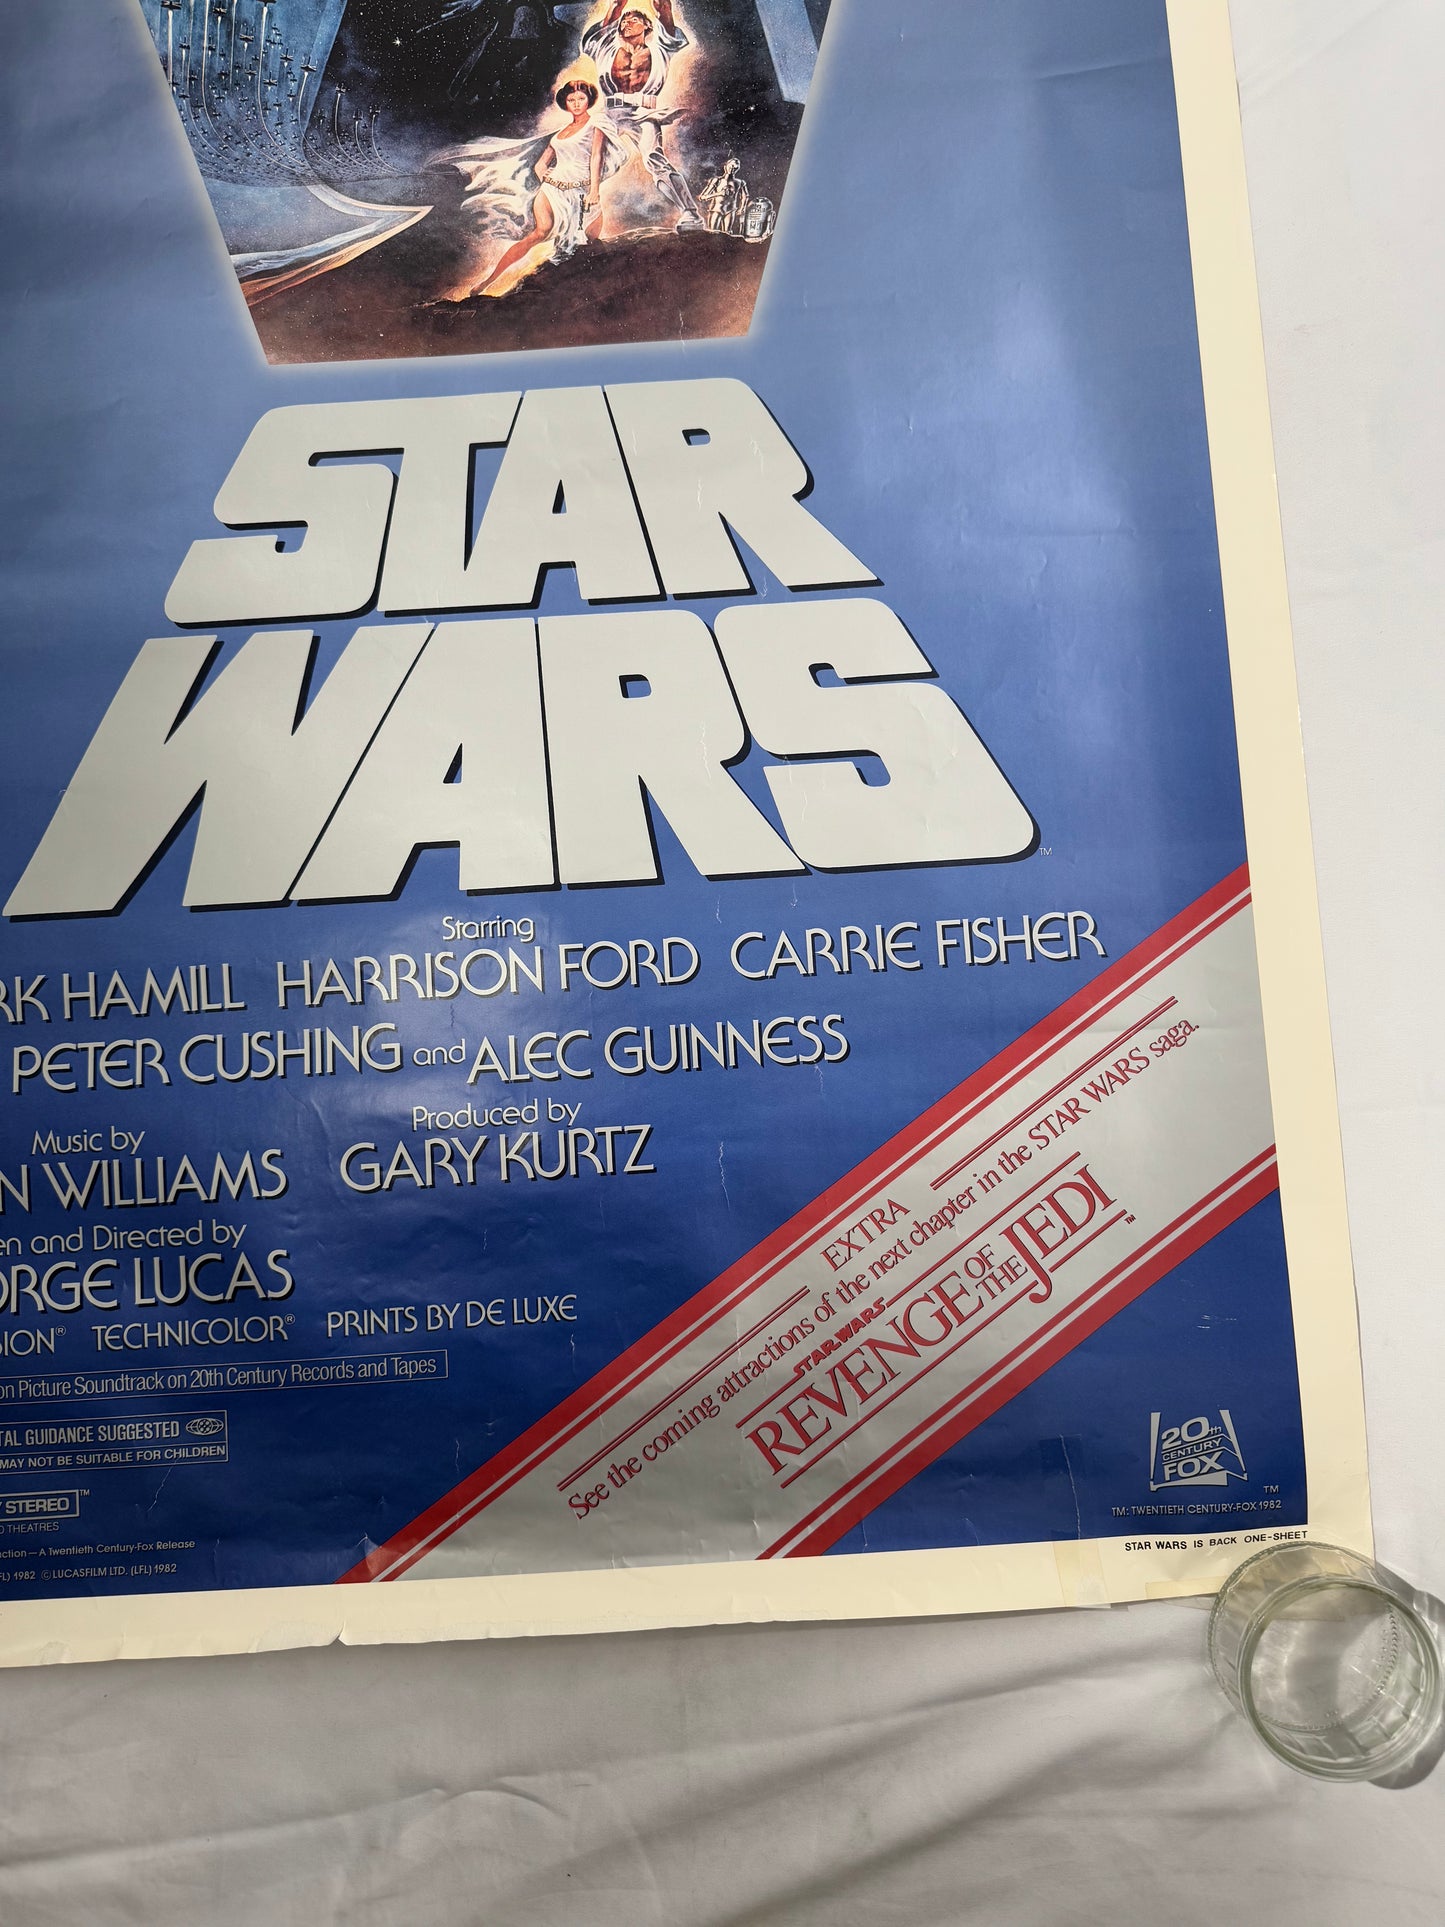 STAR
WARS
TM
Starring
RK HAMILL HARRISON FORD CARRIE FISHER
PETER CUSHING and ALEC GUINNESS
Music by
N WILLIAMS
Produced by
GARY KURTZ
en and Directed by
ORGE LUCAS
SION® TECHNICOLOR® PRINTS BY DE LUXE
on Picture Soundtrack on 20th Century Records and Tapes
TAL GUIDANCE SUGGESTED
MAY NOT BE SUITABLE FOR CHILDREN
Y STEREO TM
D THEATRES
ction—A Twentieth Century-Fox Release
FL) 1982 © LUCASFILM LTD. (LFL) 1982
EXTRA
See the coming attractions of the next chapter in the STAR WARS saga.
STAR WARS
REVENGE OF THE JEDI
TM
20th
CENTURY
FOX
TM
TM: TWENTIETH CENTURY-FOX 1982
STAR WARS IS BACK ONE-SHEET